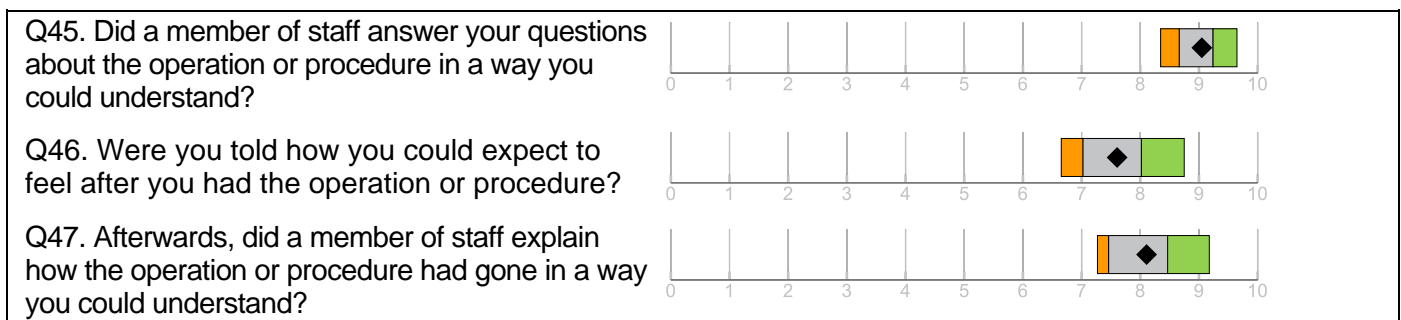 Q45. Did a member of staff answer your questions
about the operation or procedure in a way you
could understand?
0 1 2 3 4 5 6 7 8 9 10
Q46. Were you told how you could expect to
feel after you had the operation or procedure?
0 1 2 3 4 5 6 7 8 9 10
Q47. Afterwards, did a member of staff explain
how the operation or procedure had gone in a way
you could understand?
0 1 2 3 4 5 6 7 8 9 10